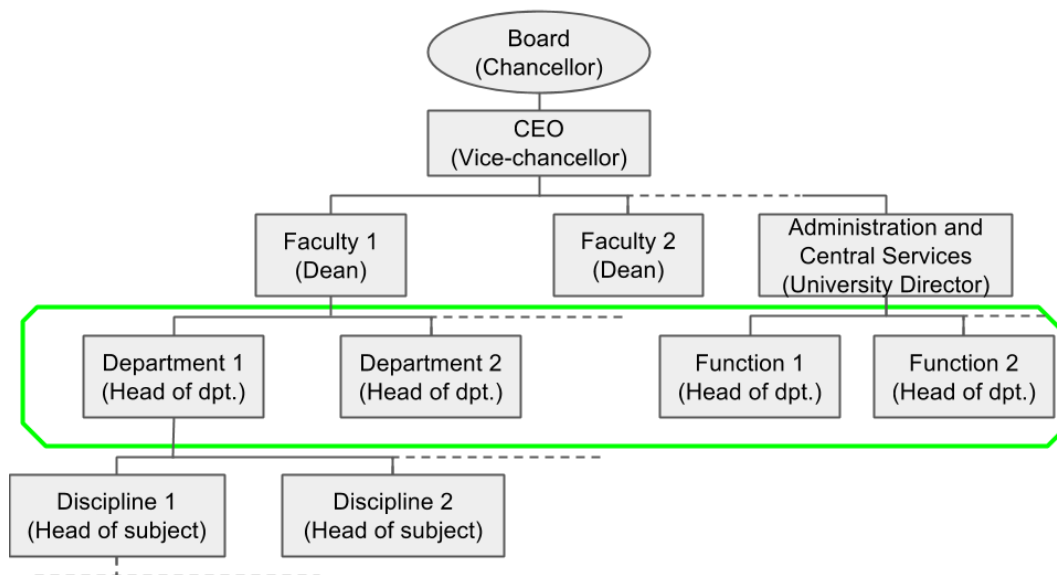 Board
(Chancellor)
CEO
(Vice-chancellor)
Faculty 1
(Dean)
Faculty 2
(Dean)
Administration and
Central Services
(University Director)
Department 1
(Head of dpt.)
Department 2
(Head of dpt.)
Function 1
(Head of dpt.)
Function 2
(Head of dpt.)
Discipline 1
(Head of subject)
Discipline 2
(Head of subject)